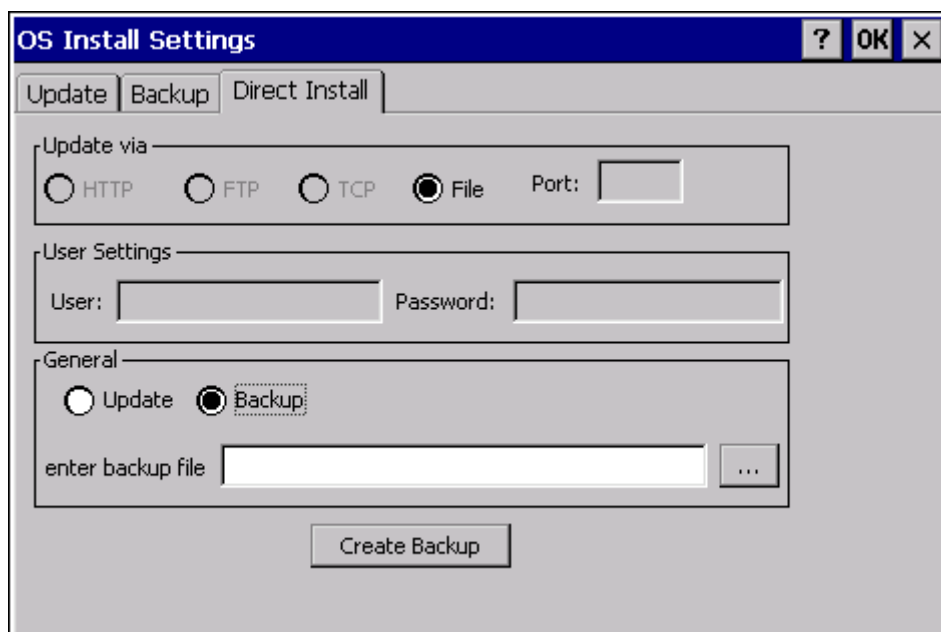 OS Install Settings ? OK ×
Update Backup Direct Install
Update via
HTTP FTP TCP File Port:
User Settings
User: Password:
General
Update Backup
enter backup file ...
Create Backup